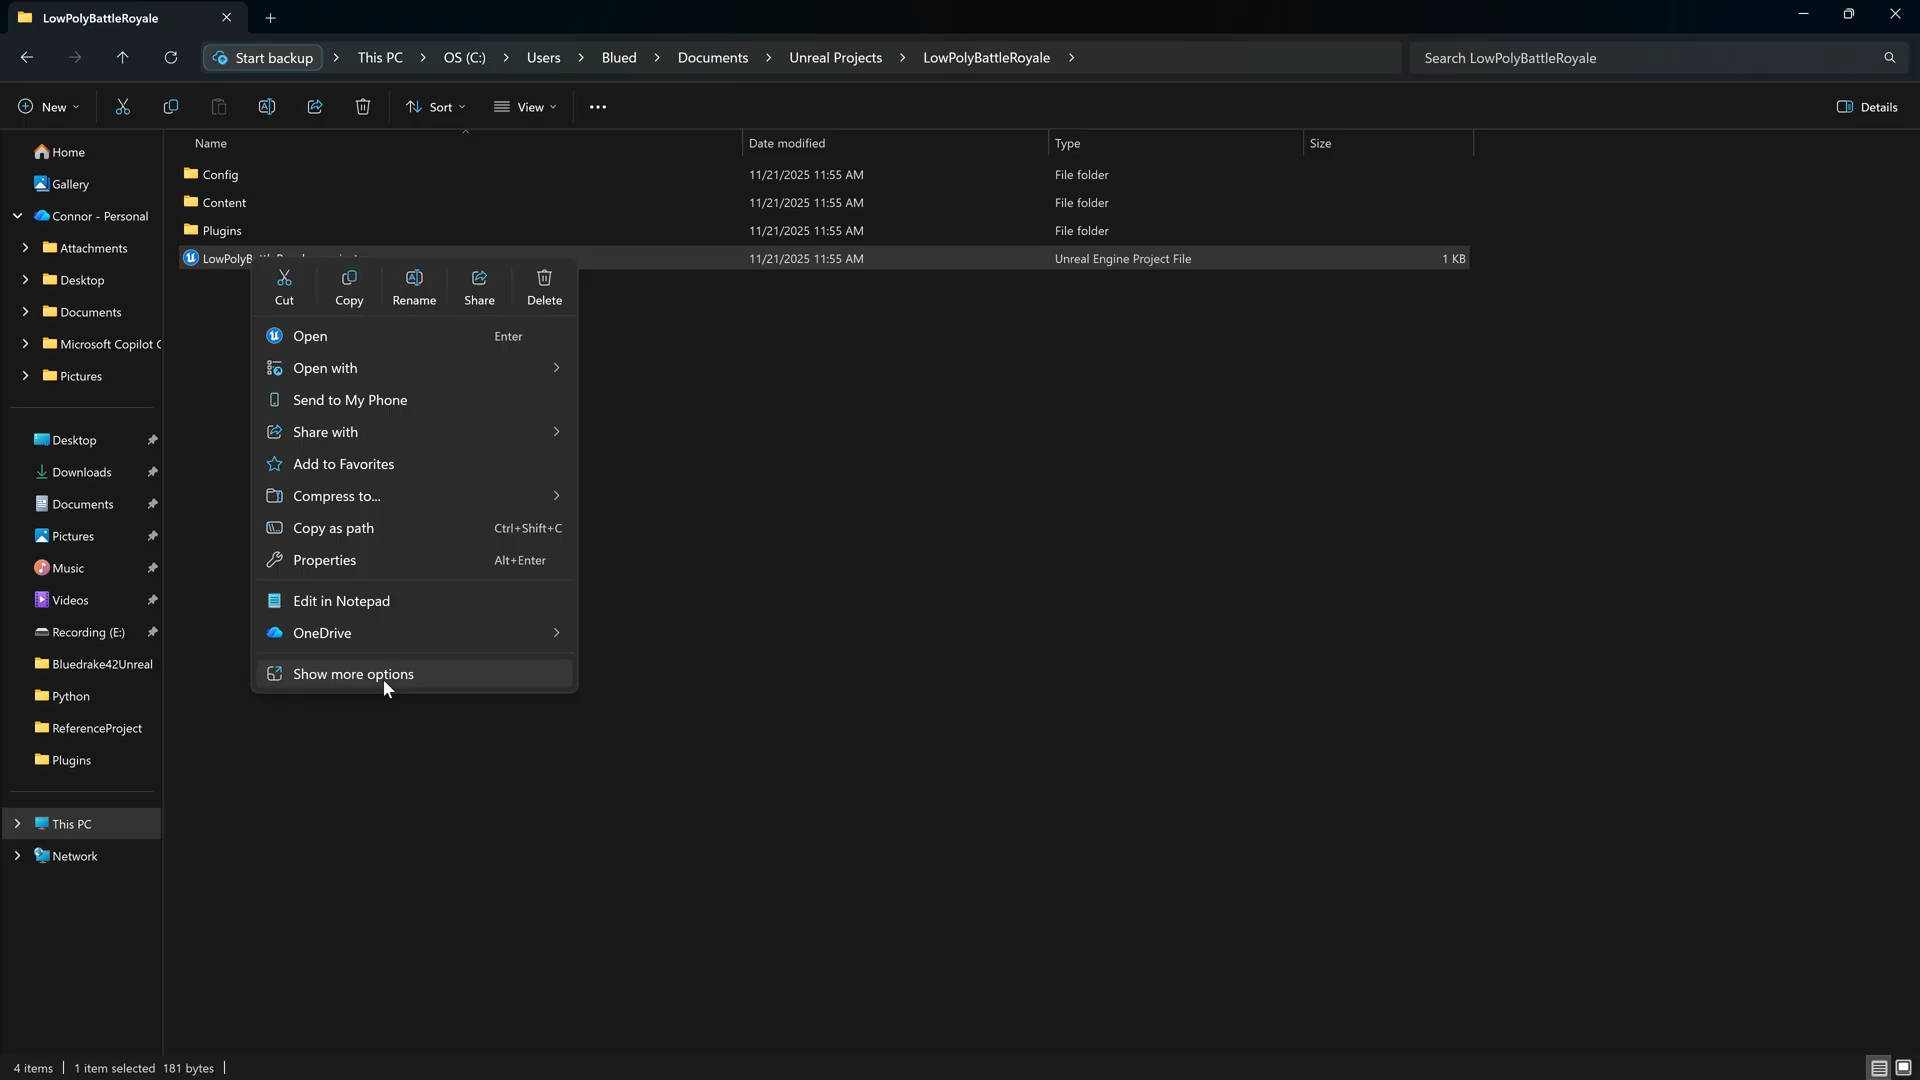 LowPolyBattleRoyale
Start backup > This PC > OS (C:) > Users > Blued > Documents > Unreal Projects > LowPolyBattleRoyale >
Search LowPolyBattleRoyale
New
Sort
View
Details
Name Date modified Type Size
Config 11/21/2025 11:55 AM File folder
Content 11/21/2025 11:55 AM File folder
Plugins 11/21/2025 11:55 AM File folder
LowPolyB 11/21/2025 11:55 AM Unreal Engine Project File 1 KB
Home
Gallery
Connor - Personal
Attachments
Desktop
Documents
Microsoft Copilot C
Pictures
Desktop
Downloads
Documents
Pictures
Music
Videos
Recording (E:)
Bluedrake42Unreal
Python
ReferenceProject
Plugins
This PC
Network
Cut Copy Rename Share Delete
Open Enter
Open with
Send to My Phone
Share with
Add to Favorites
Compress to...
Copy as path Ctrl+Shift+C
Properties Alt+Enter
Edit in Notepad
OneDrive
Show more options
4 items 1 item selected 181 bytes